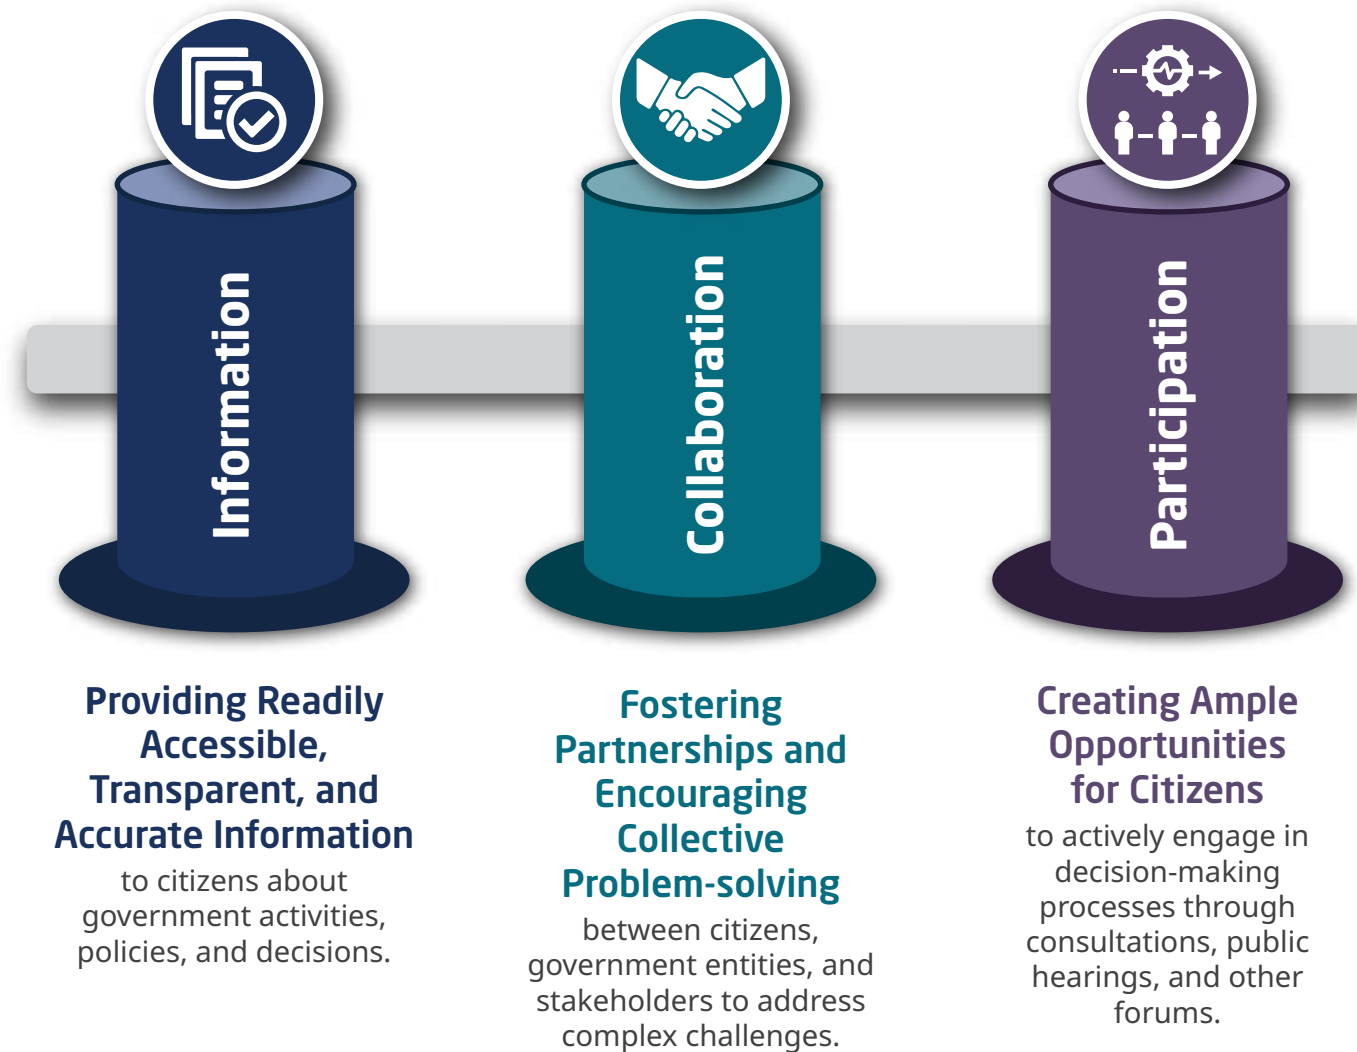 Information
Providing Readily
Accessible,
Transparent, and
Accurate Information
to citizens about
government activities,
policies, and decisions.
Collaboration
Fostering
Partnerships and
Encouraging
Collective
Problem-solving
between citizens,
government entities, and
stakeholders to address
complex challenges.
Participation
Creating Ample
Opportunities
for Citizens
to actively engage in
decision-making
processes through
consultations, public
hearings, and other
forums.